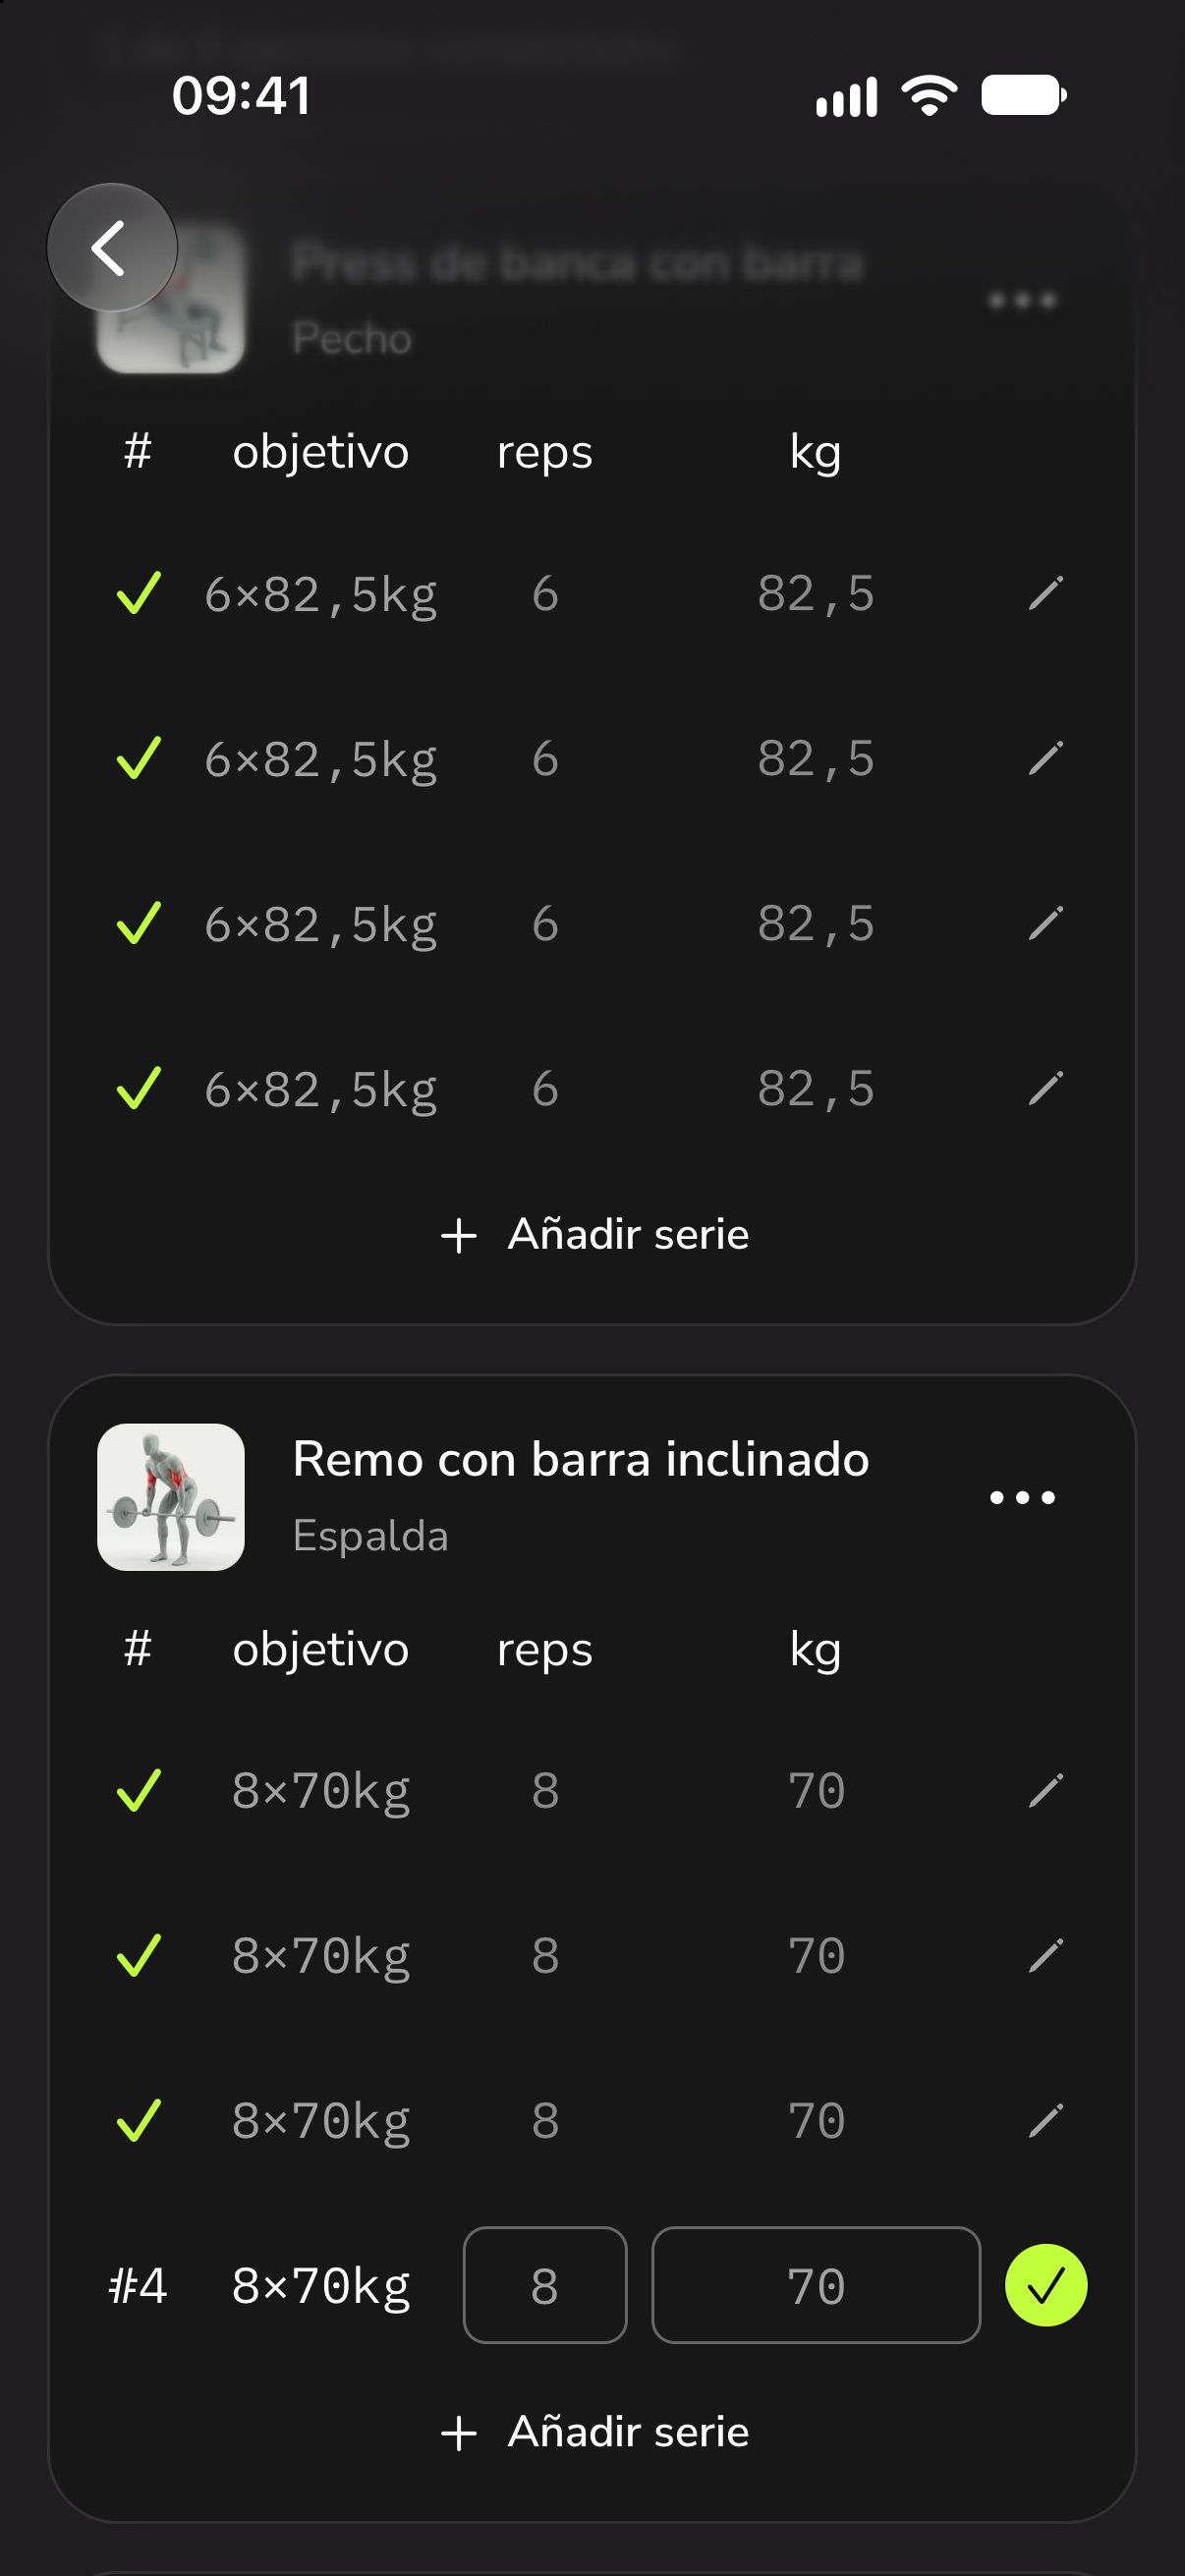 09:41
Press de banca con barra
Pecho
# objetivo reps kg
6×82,5kg 6 82,5
6×82,5kg 6 82,5
6×82,5kg 6 82,5
6×82,5kg 6 82,5
+ Añadir serie
Remo con barra inclinado
Espalda
# objetivo reps kg
8×70kg 8 70
8×70kg 8 70
8×70kg 8 70
#4 8×70kg 8 70
+ Añadir serie